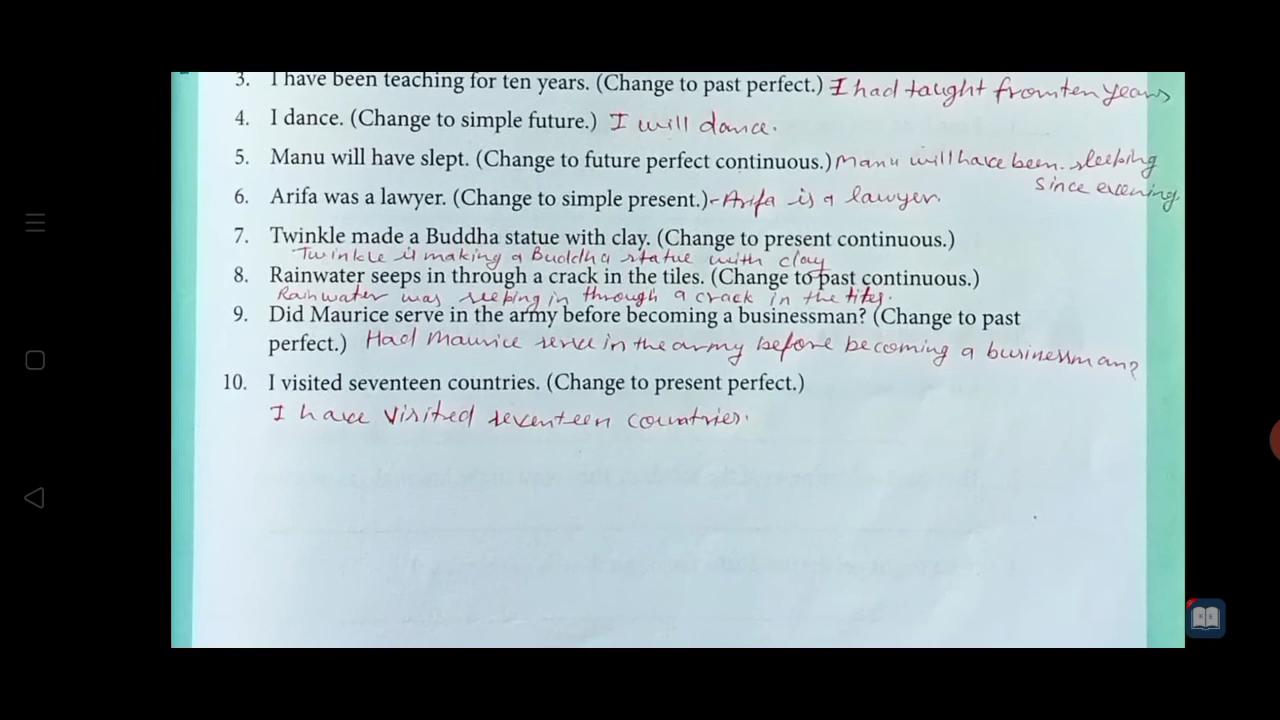 3. I have been teaching for ten years. (Change to past perfect.) I had taught from ten years
4. I dance. (Change to simple future.) I will dance.
5. Manu will have slept. (Change to future perfect continuous.) Manu will have been sleeping
since evening.
6. Arifa was a lawyer. (Change to simple present.) - Arifa is a lawyer.
7. Twinkle made a Buddha statue with clay. (Change to present continuous.)
Twinkle is making a Buddha statue with clay
8. Rainwater seeps in through a crack in the tiles. (Change to past continuous.)
Rainwater was seeping in through a crack in the tiles.
9. Did Maurice serve in the army before becoming a businessman? (Change to past
perfect.) Had Maurice serve in the army before becoming a businessman?
10. I visited seventeen countries. (Change to present perfect.)
I have visited seventeen countries.